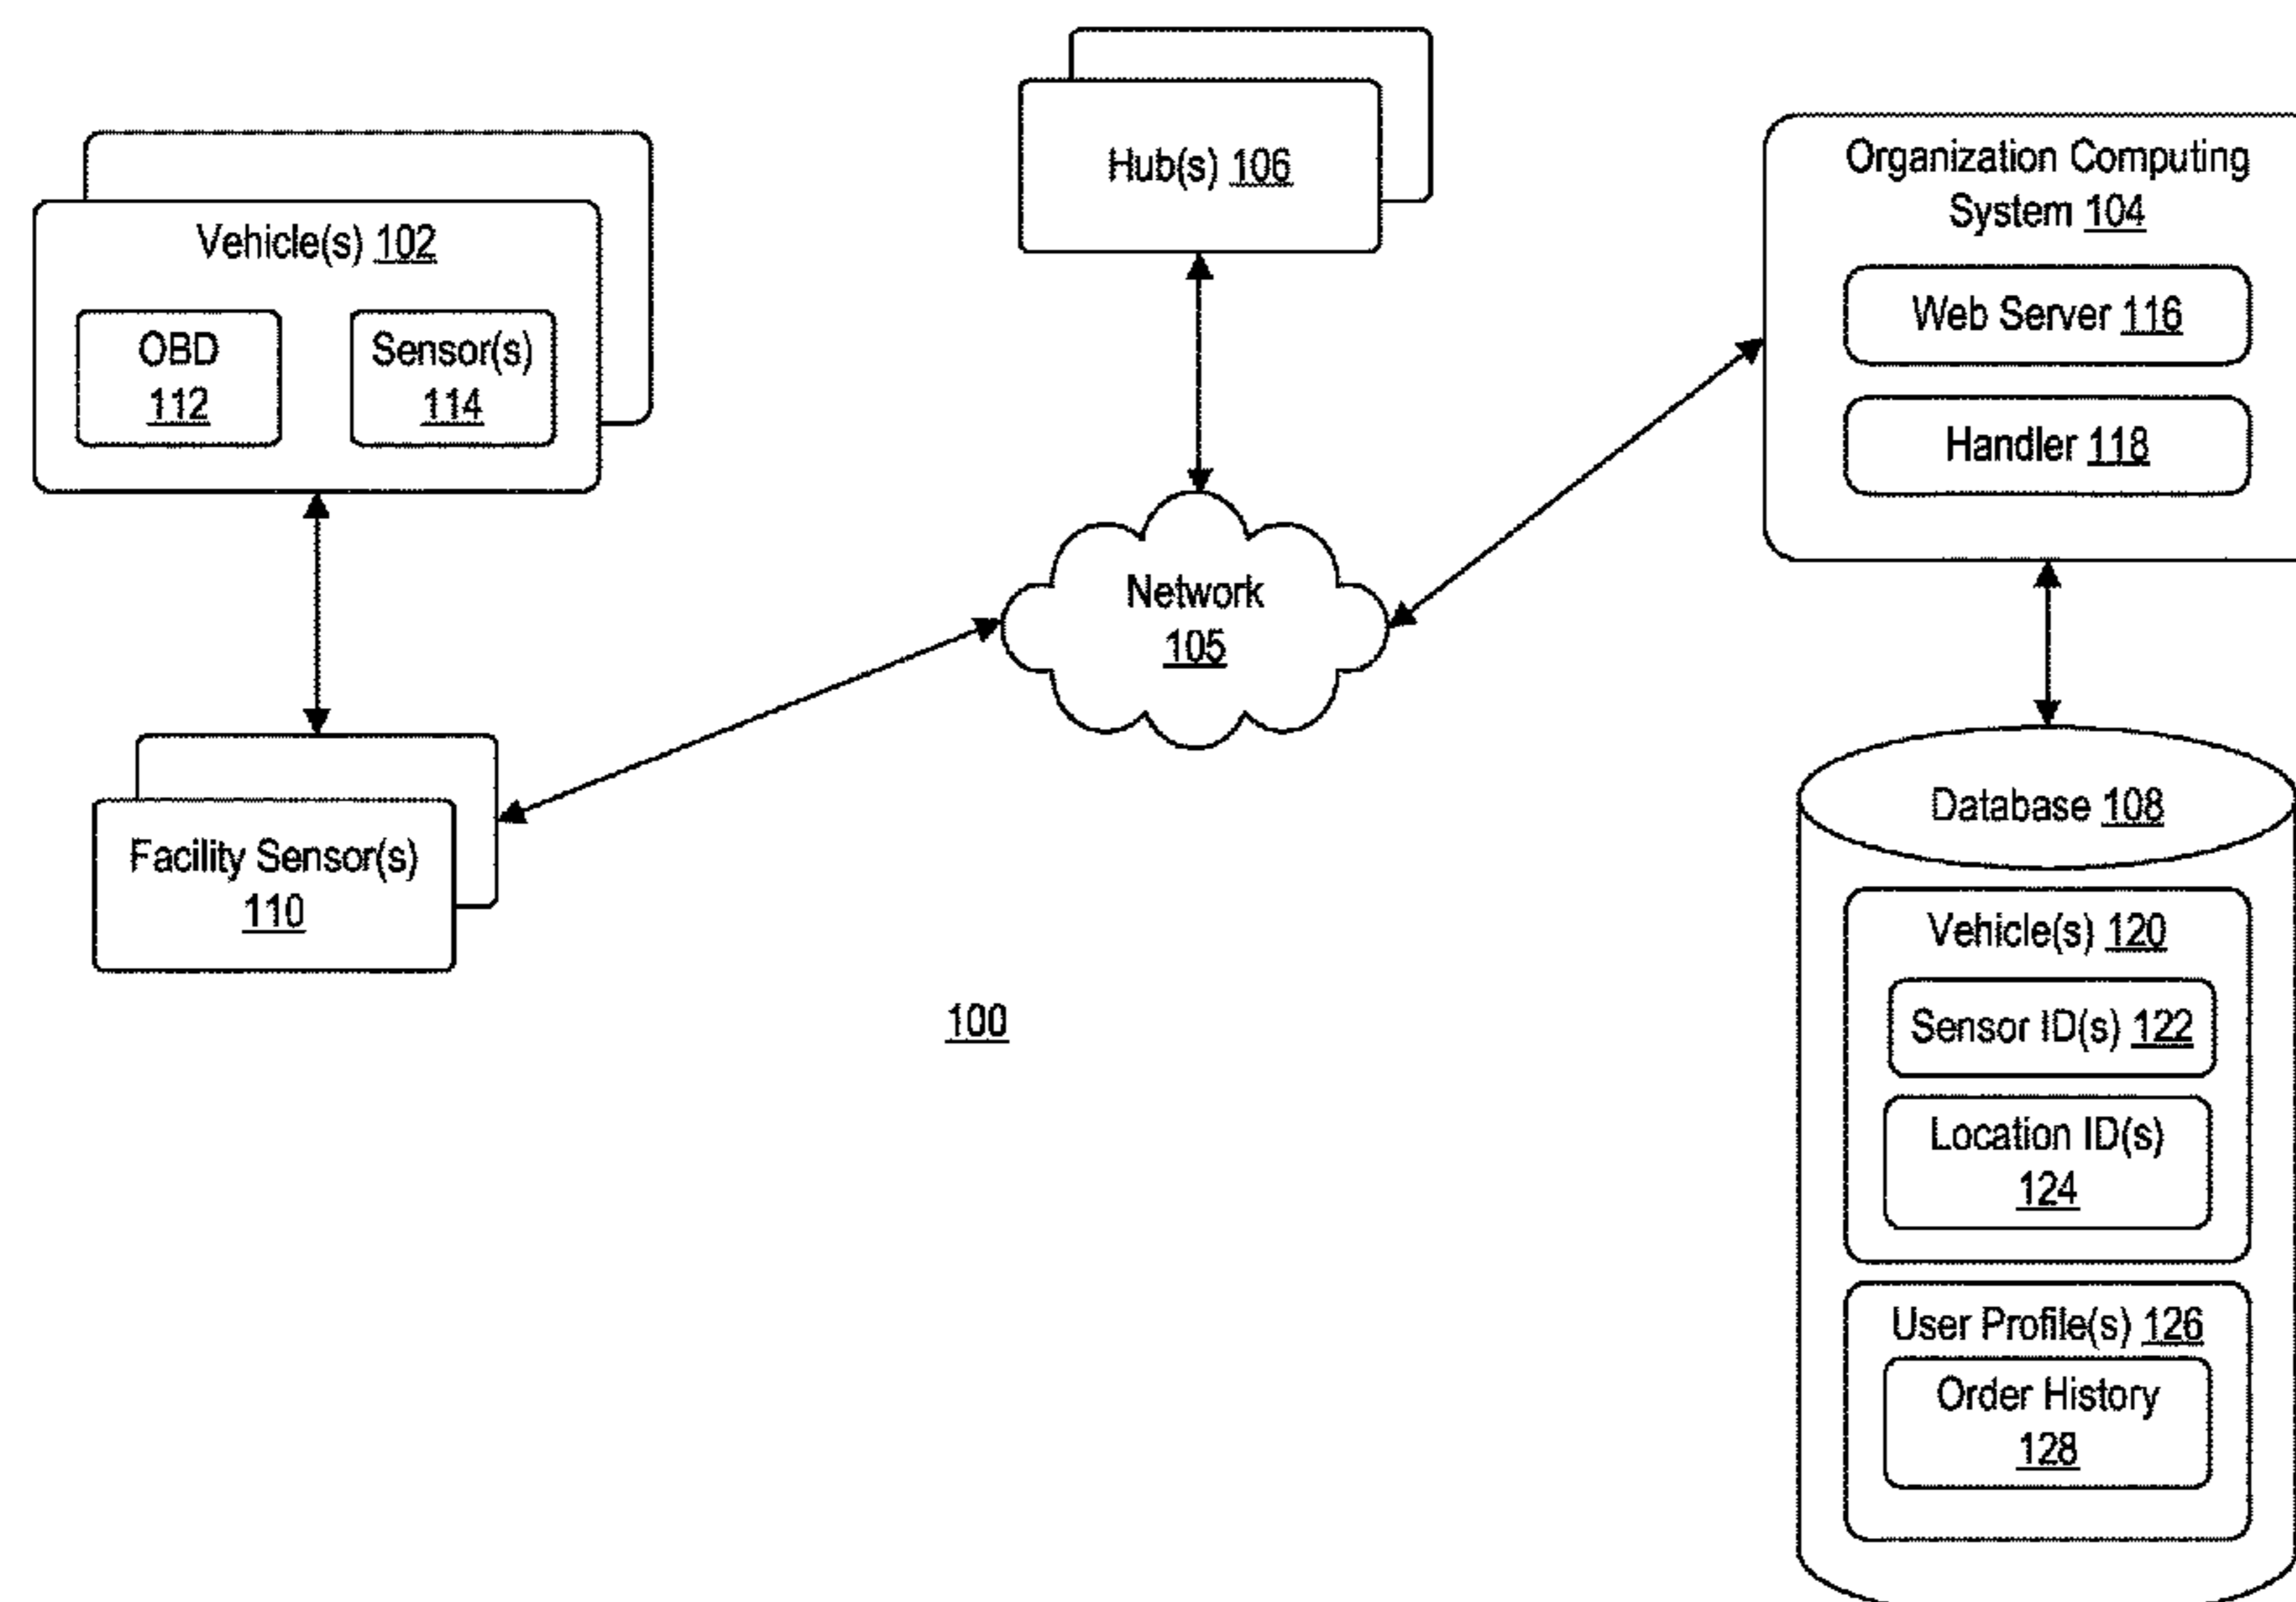 Vehicle(s) 102
OBD
112
Sensor(s)
114
Hub(s) 106
Organization Computing
System 104
Web Server 116
Handler 118
Network
105
Facility Sensor(s)
110
100
Database 108
Vehicle(s) 120
Sensor ID(s) 122
Location ID(s)
124
User Profile(s) 126
Order History
128